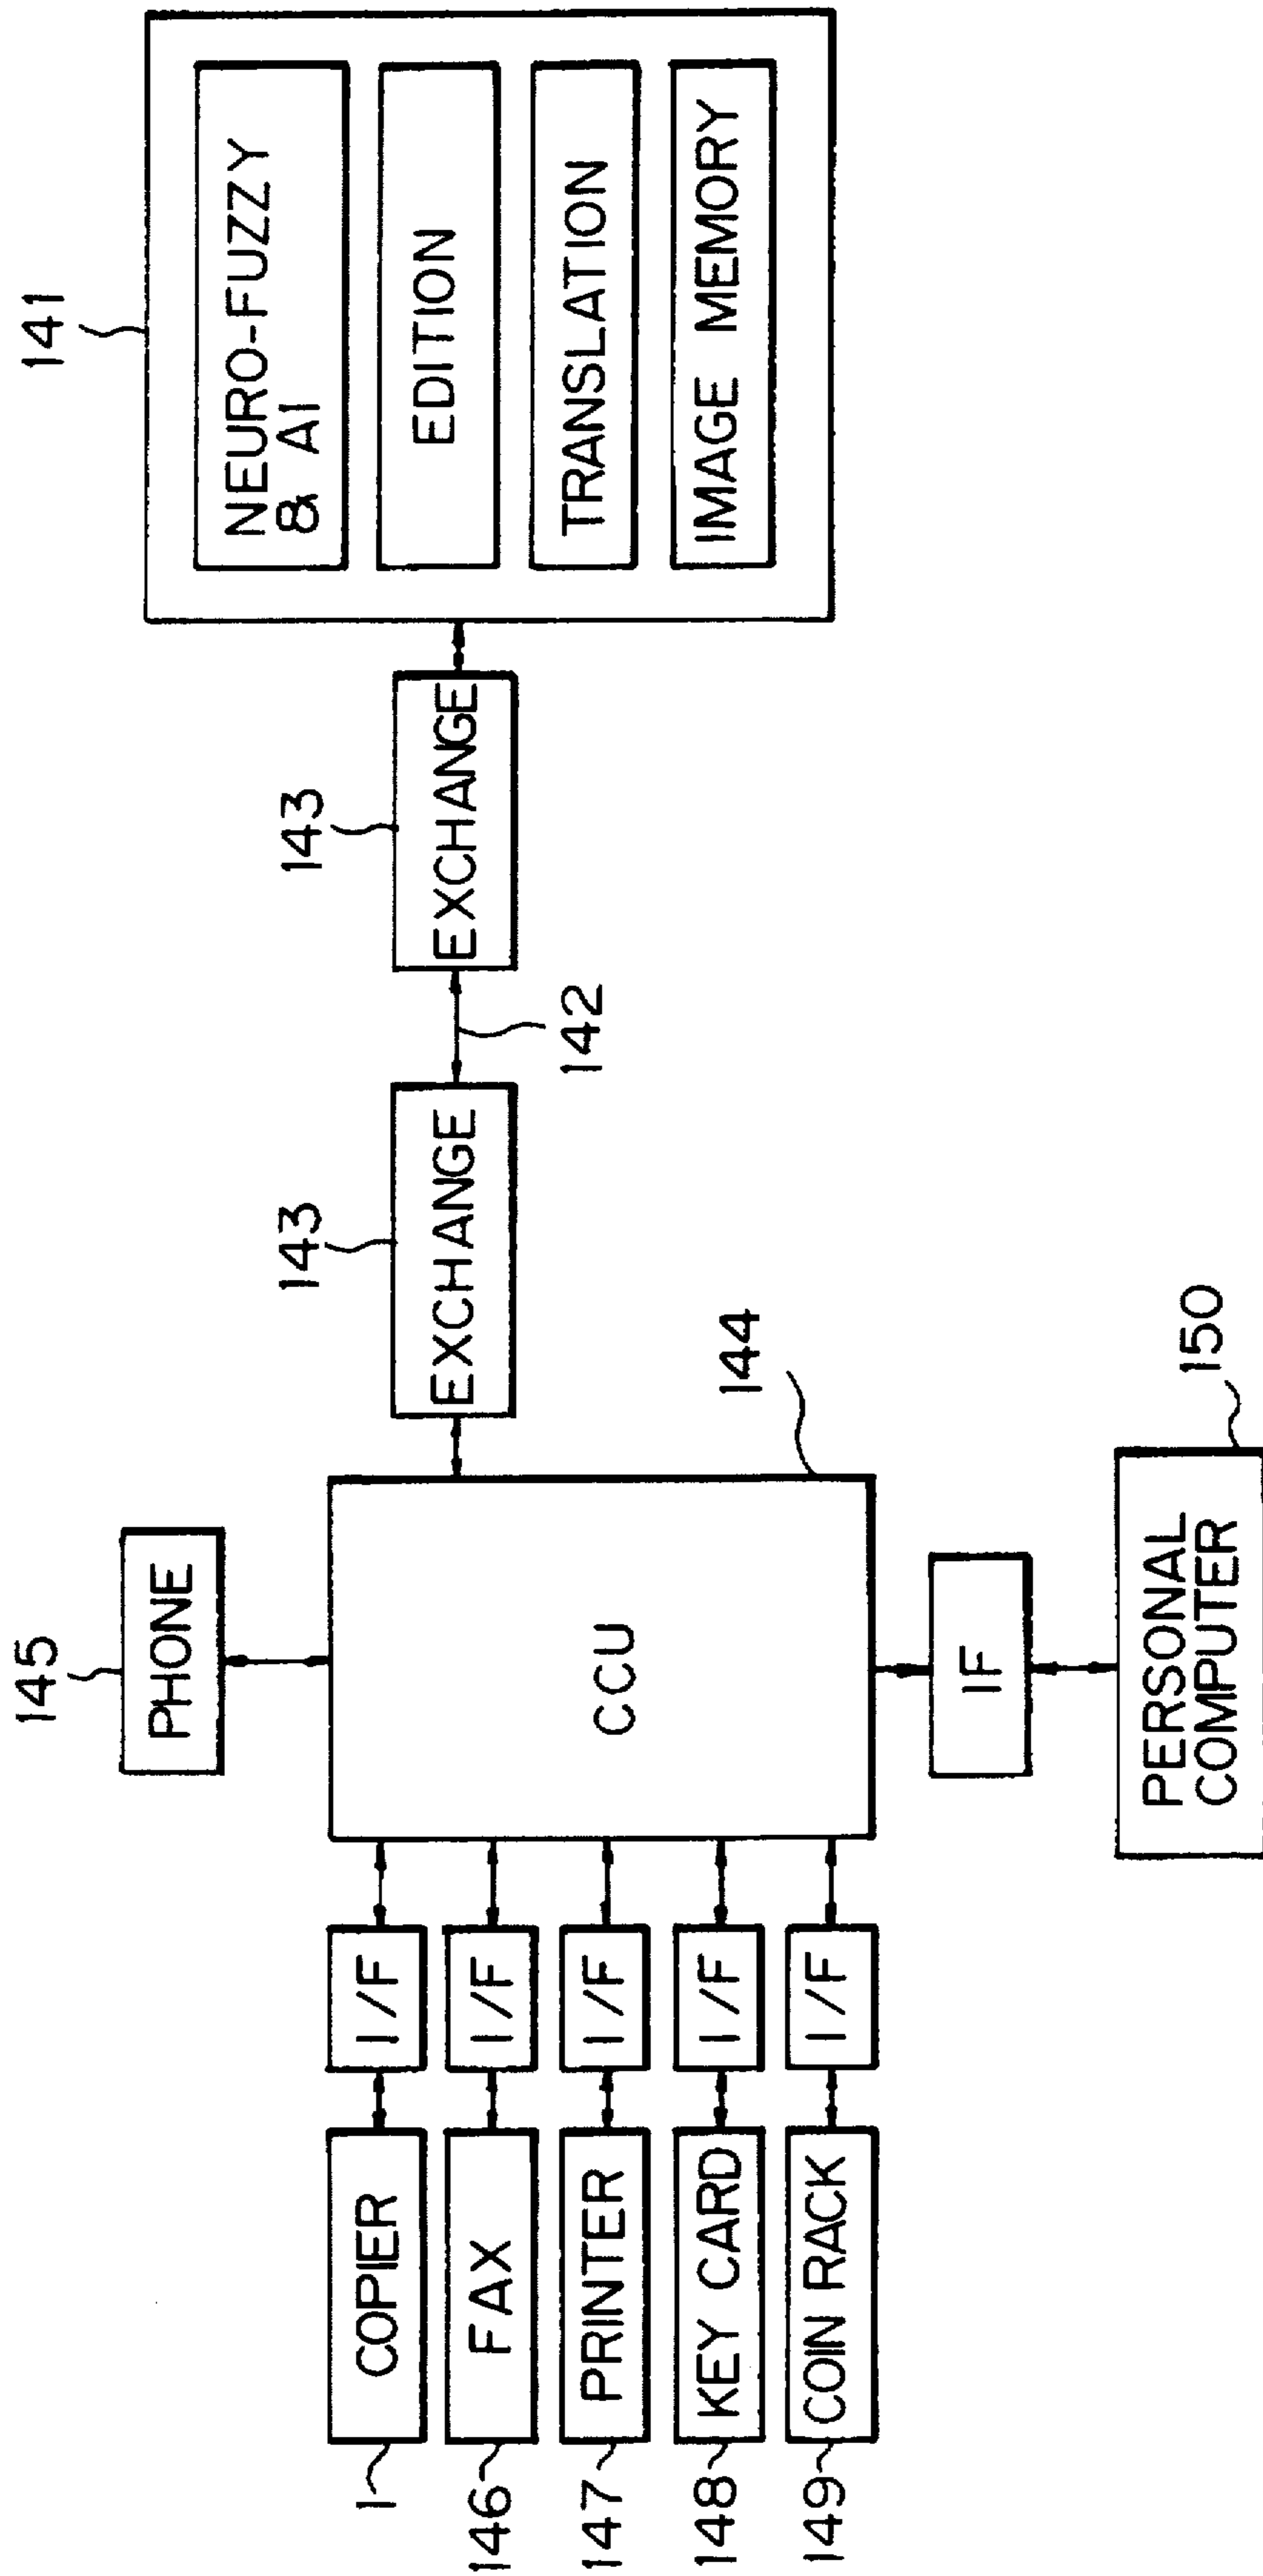 141
NEURO-FUZZY
& AI
EDITION
TRANSLATION
IMAGE MEMORY
143
EXCHANGE
142
143
EXCHANGE
144
CCU
145
PHONE
IF
150
PERSONAL
COMPUTER
I/F
I/F
I/F
I/F
I/F
COPIER
FAX
PRINTER
KEY CARD
COIN RACK
1
146
147
148
149